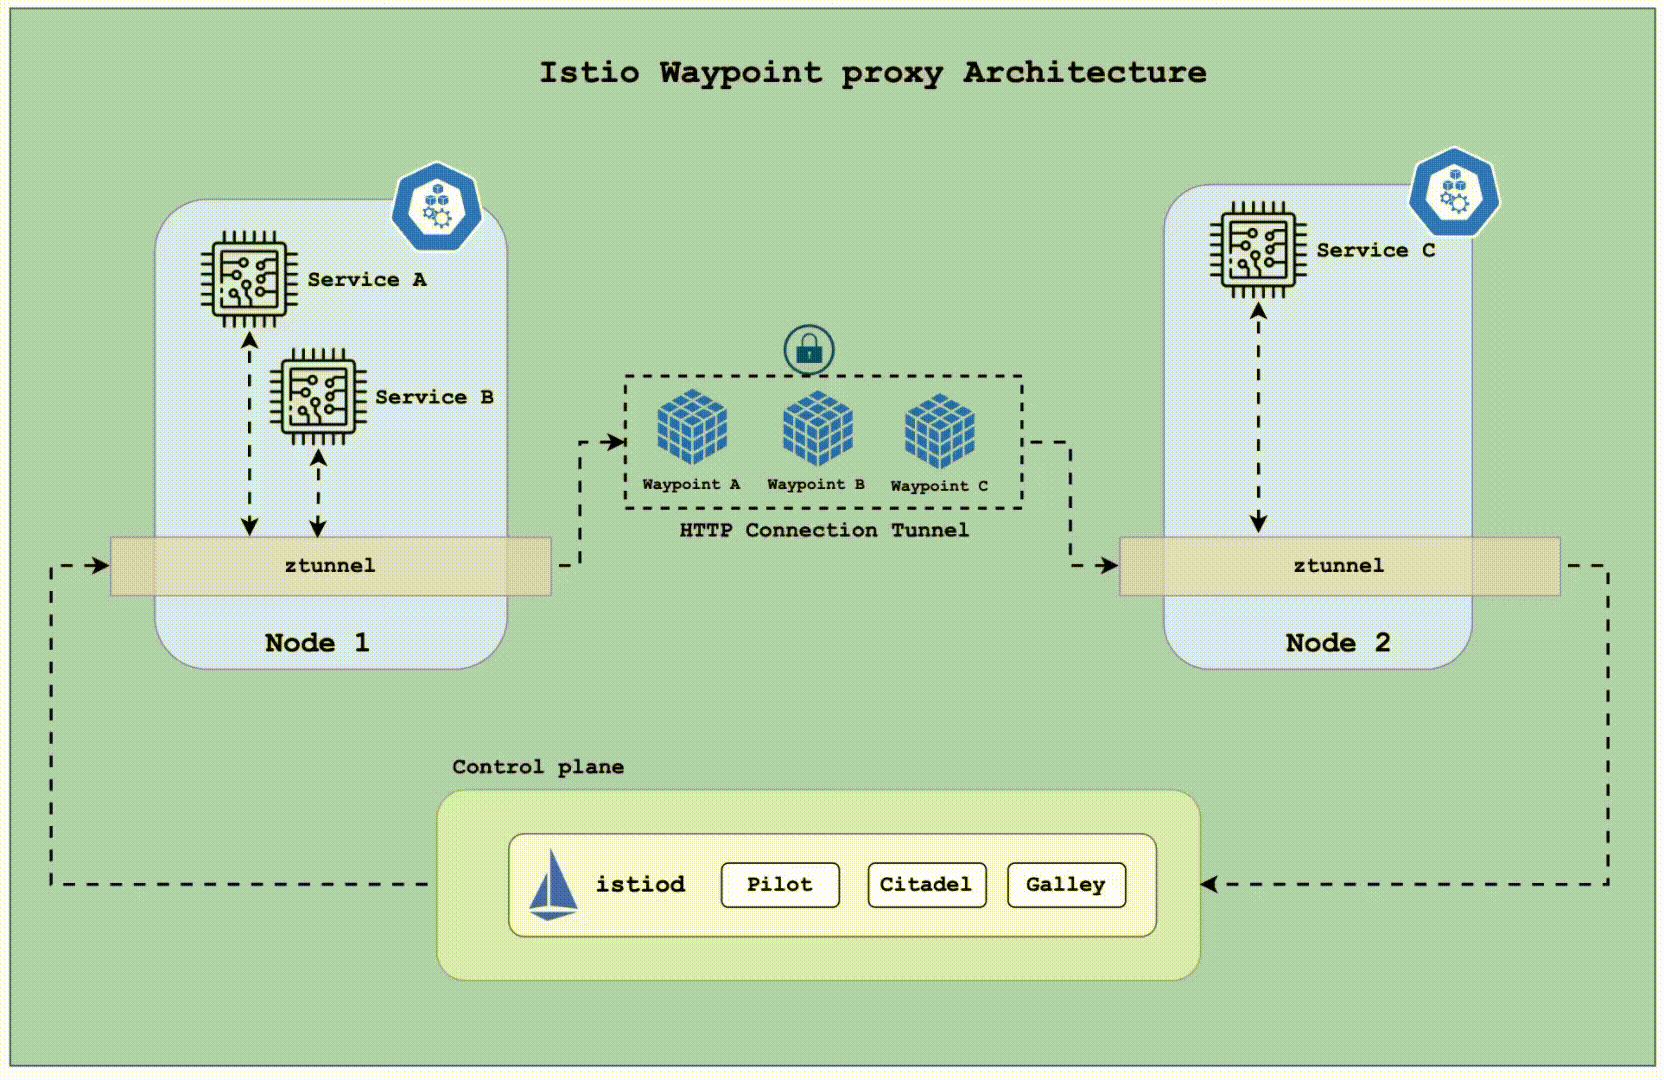 Istio Waypoint proxy Architecture
Service A
Service B
ztunnel
Node 1
Waypoint A
Waypoint B
Waypoint C
HTTP Connection Tunnel
Service C
ztunnel
Node 2
Control plane
istiod
Pilot
Citadel
Galley